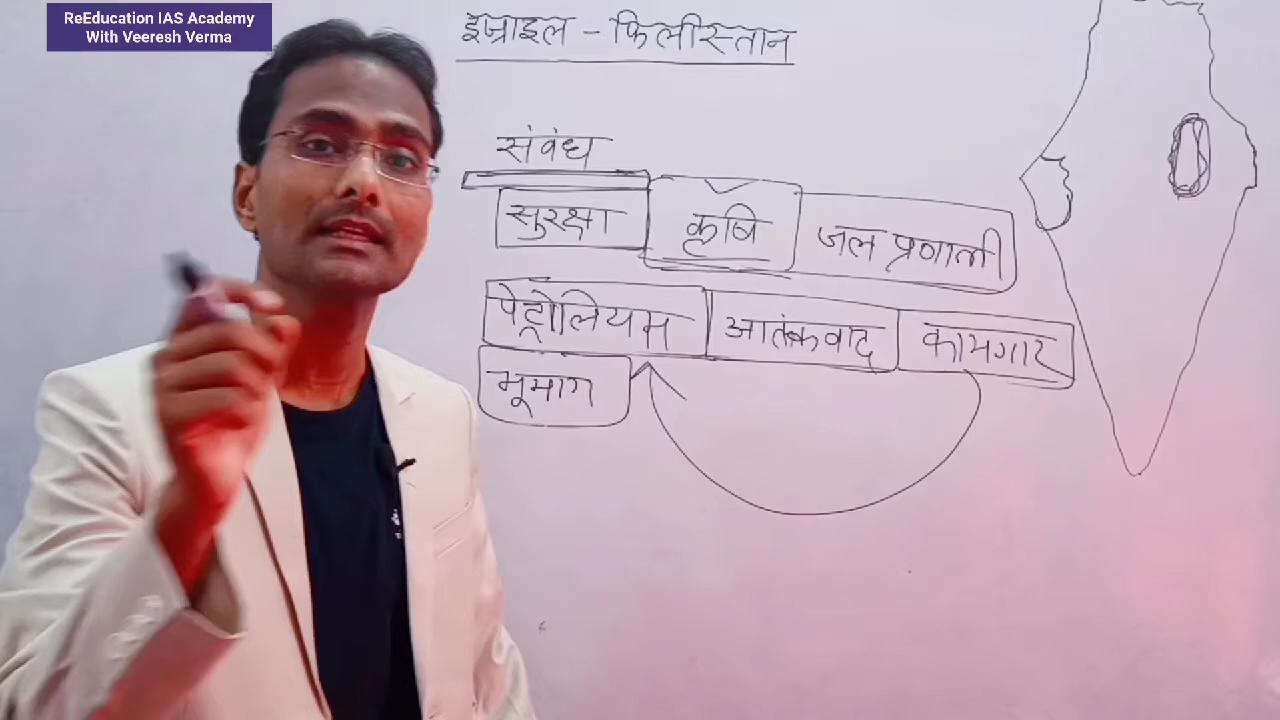 ReEducation IAS Academy
With Veeresh Verma
इज्राइल - फिलीस्तान
संबंध
सुरक्षा कृषि जल प्रणाली
पेट्रोलियम आतंकवाद कामगार
भूभाग